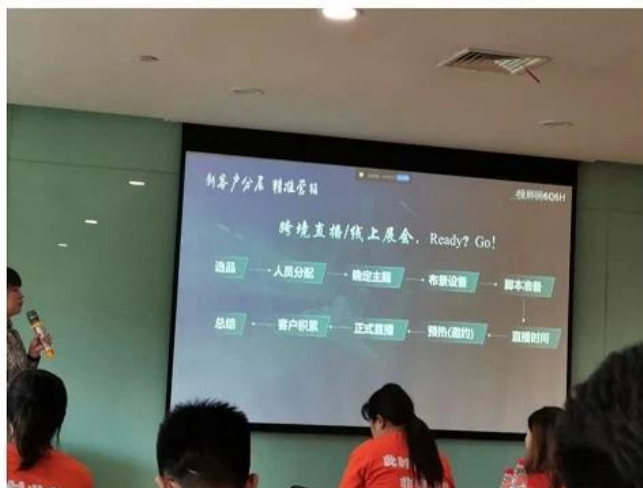 新客户分层 精准营销
跨境直播/线上展会，Ready? Go!
选品 人员分配 确定主题 布景设备 脚本准备
总结 客户积累 正式直播 预热(邀约) 直播时间
此时